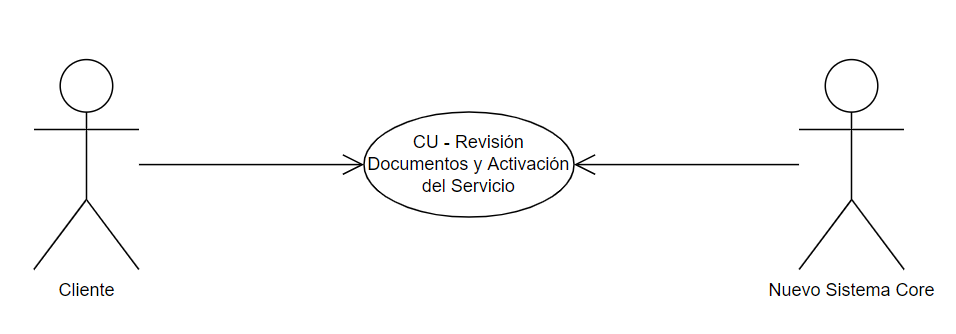 CU - Revisión
Documentos y Activación
del Servicio
Cliente
Nuevo Sistema Core